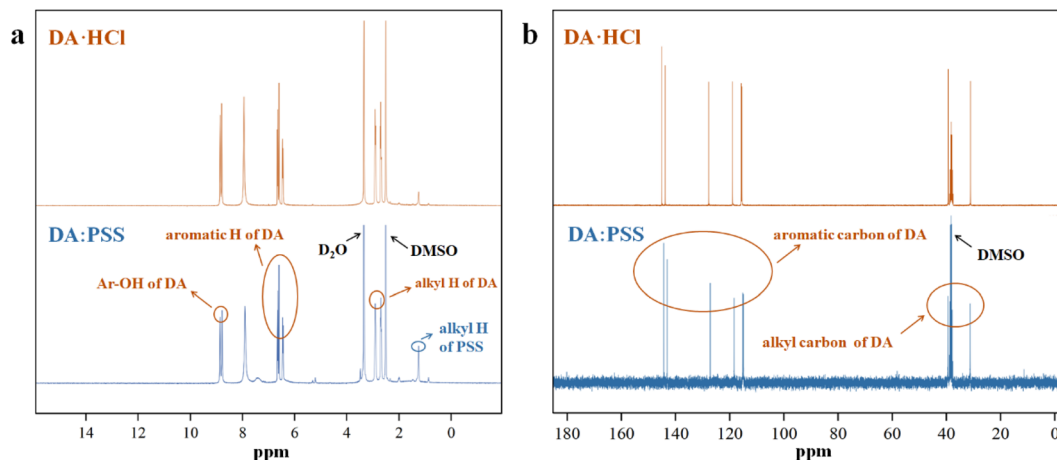 a
DA·HCl
DA:PSS
aromatic H of DA
D₂O
DMSO
Ar-OH of DA
alkyl H of DA
alkyl H
of PSS
14 12 10 8 6 4 2 0
ppm
b
DA·HCl
DA:PSS
aromatic carbon of DA
DMSO
alkyl carbon of DA
180 160 140 120 100 80 60 40 20 0
ppm